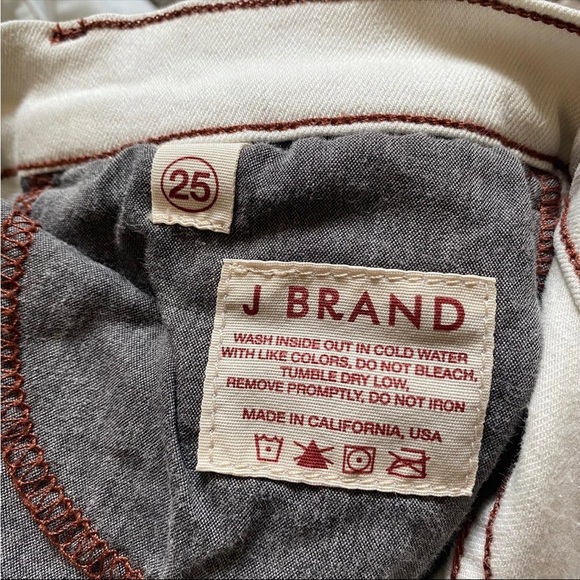 25
J BRAND
WASH INSIDE OUT IN COLD WATER
WITH LIKE COLORS, DO NOT BLEACH,
TUMBLE DRY LOW,
REMOVE PROMPTLY, DO NOT IRON
MADE IN CALIFORNIA, USA